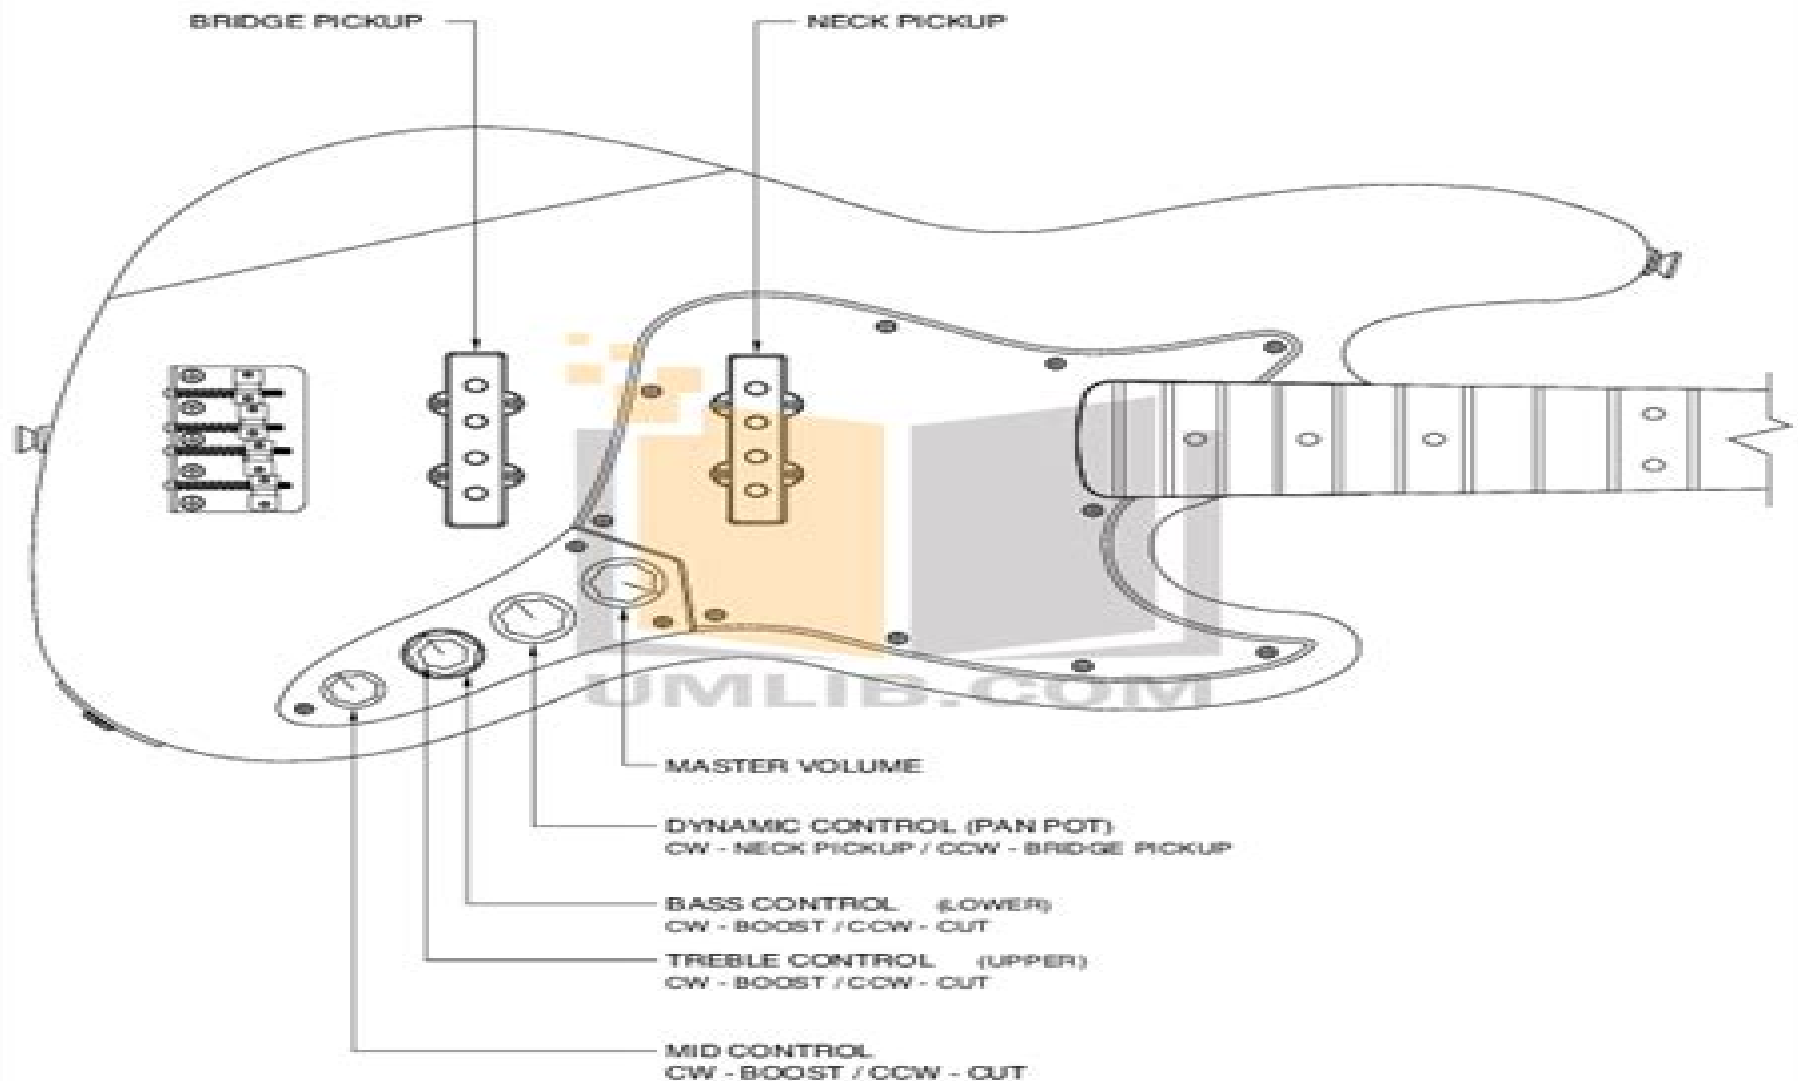 BRIDGE PICKUP
NECK PICKUP
UMLIB.COM
MASTER VOLUME
DYNAMIC CONTROL (PAN POT)
CW - NECK PICKUP / CCW - BRIDGE PICKUP
BASS CONTROL (LOWER)
CW - BOOST / CCW - CUT
TREBLE CONTROL (UPPER)
CW - BOOST / CCW - CUT
MID CONTROL
CW - BOOST / CCW - CUT